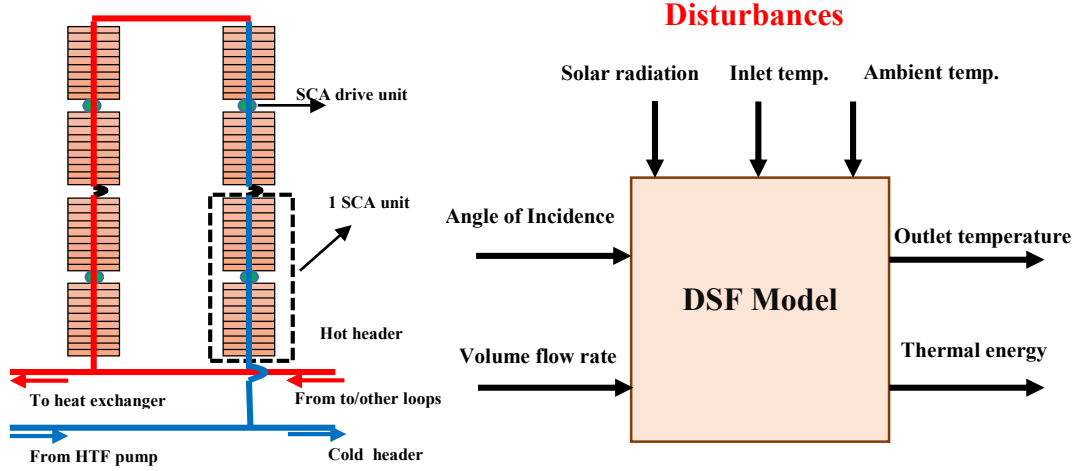 SCA drive unit
1 SCA unit
Hot header
To heat exchanger
From to/other loops
From HTF pump
Cold header
Disturbances
Solar radiation
Inlet temp.
Ambient temp.
Angle of Incidence
Volume flow rate
DSF Model
Outlet temperature
Thermal energy